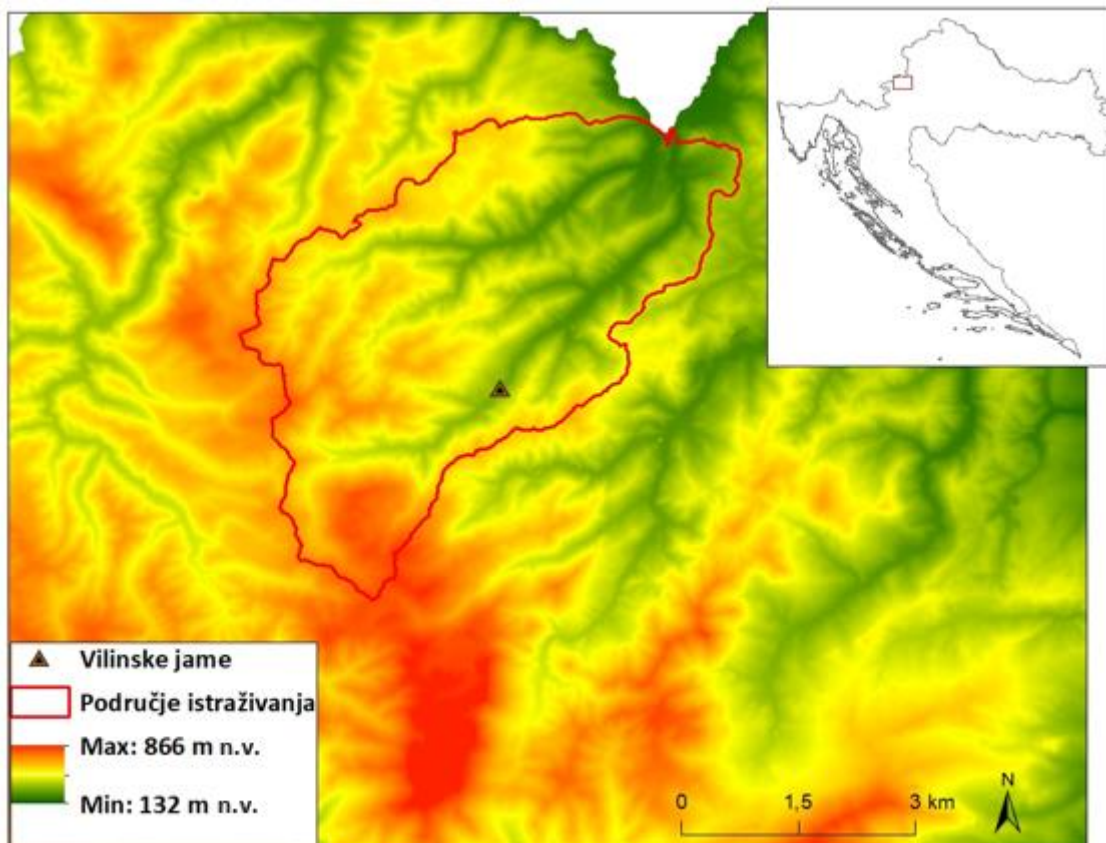 Vilinske jame
Područje istraživanja
Max: 866 m n.v.
Min: 132 m n.v.
0 1,5 3 km
N